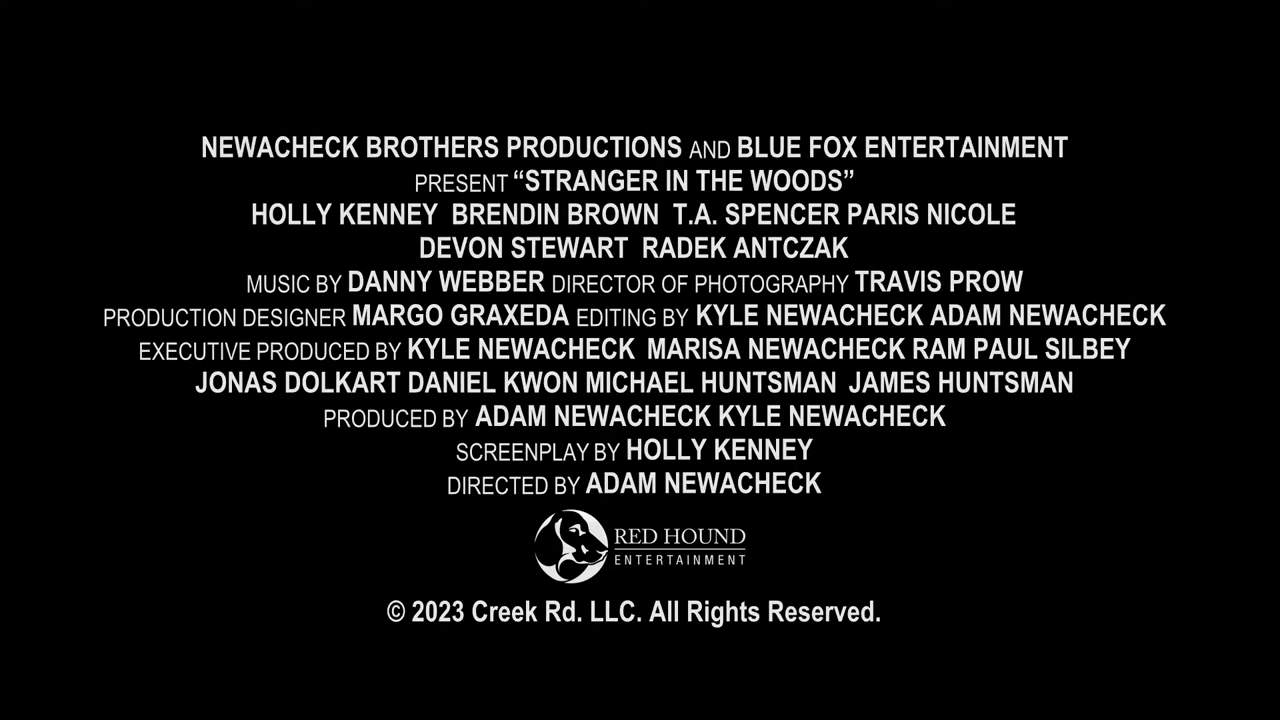 NEWACHECK BROTHERS PRODUCTIONS AND BLUE FOX ENTERTAINMENT
PRESENT “STRANGER IN THE WOODS”
HOLLY KENNEY BRENDIN BROWN T.A. SPENCER PARIS NICOLE
DEVON STEWART RADEK ANTCZAK
MUSIC BY DANNY WEBBER DIRECTOR OF PHOTOGRAPHY TRAVIS PROW
PRODUCTION DESIGNER MARGO GRAXEDA EDITING BY KYLE NEWACHECK ADAM NEWACHECK
EXECUTIVE PRODUCED BY KYLE NEWACHECK MARISA NEWACHECK RAM PAUL SILBEY
JONAS DOLKART DANIEL KWON MICHAEL HUNTSMAN JAMES HUNTSMAN
PRODUCED BY ADAM NEWACHECK KYLE NEWACHECK
SCREENPLAY BY HOLLY KENNEY
DIRECTED BY ADAM NEWACHECK
RED HOUND
ENTERTAINMENT
© 2023 Creek Rd. LLC. All Rights Reserved.